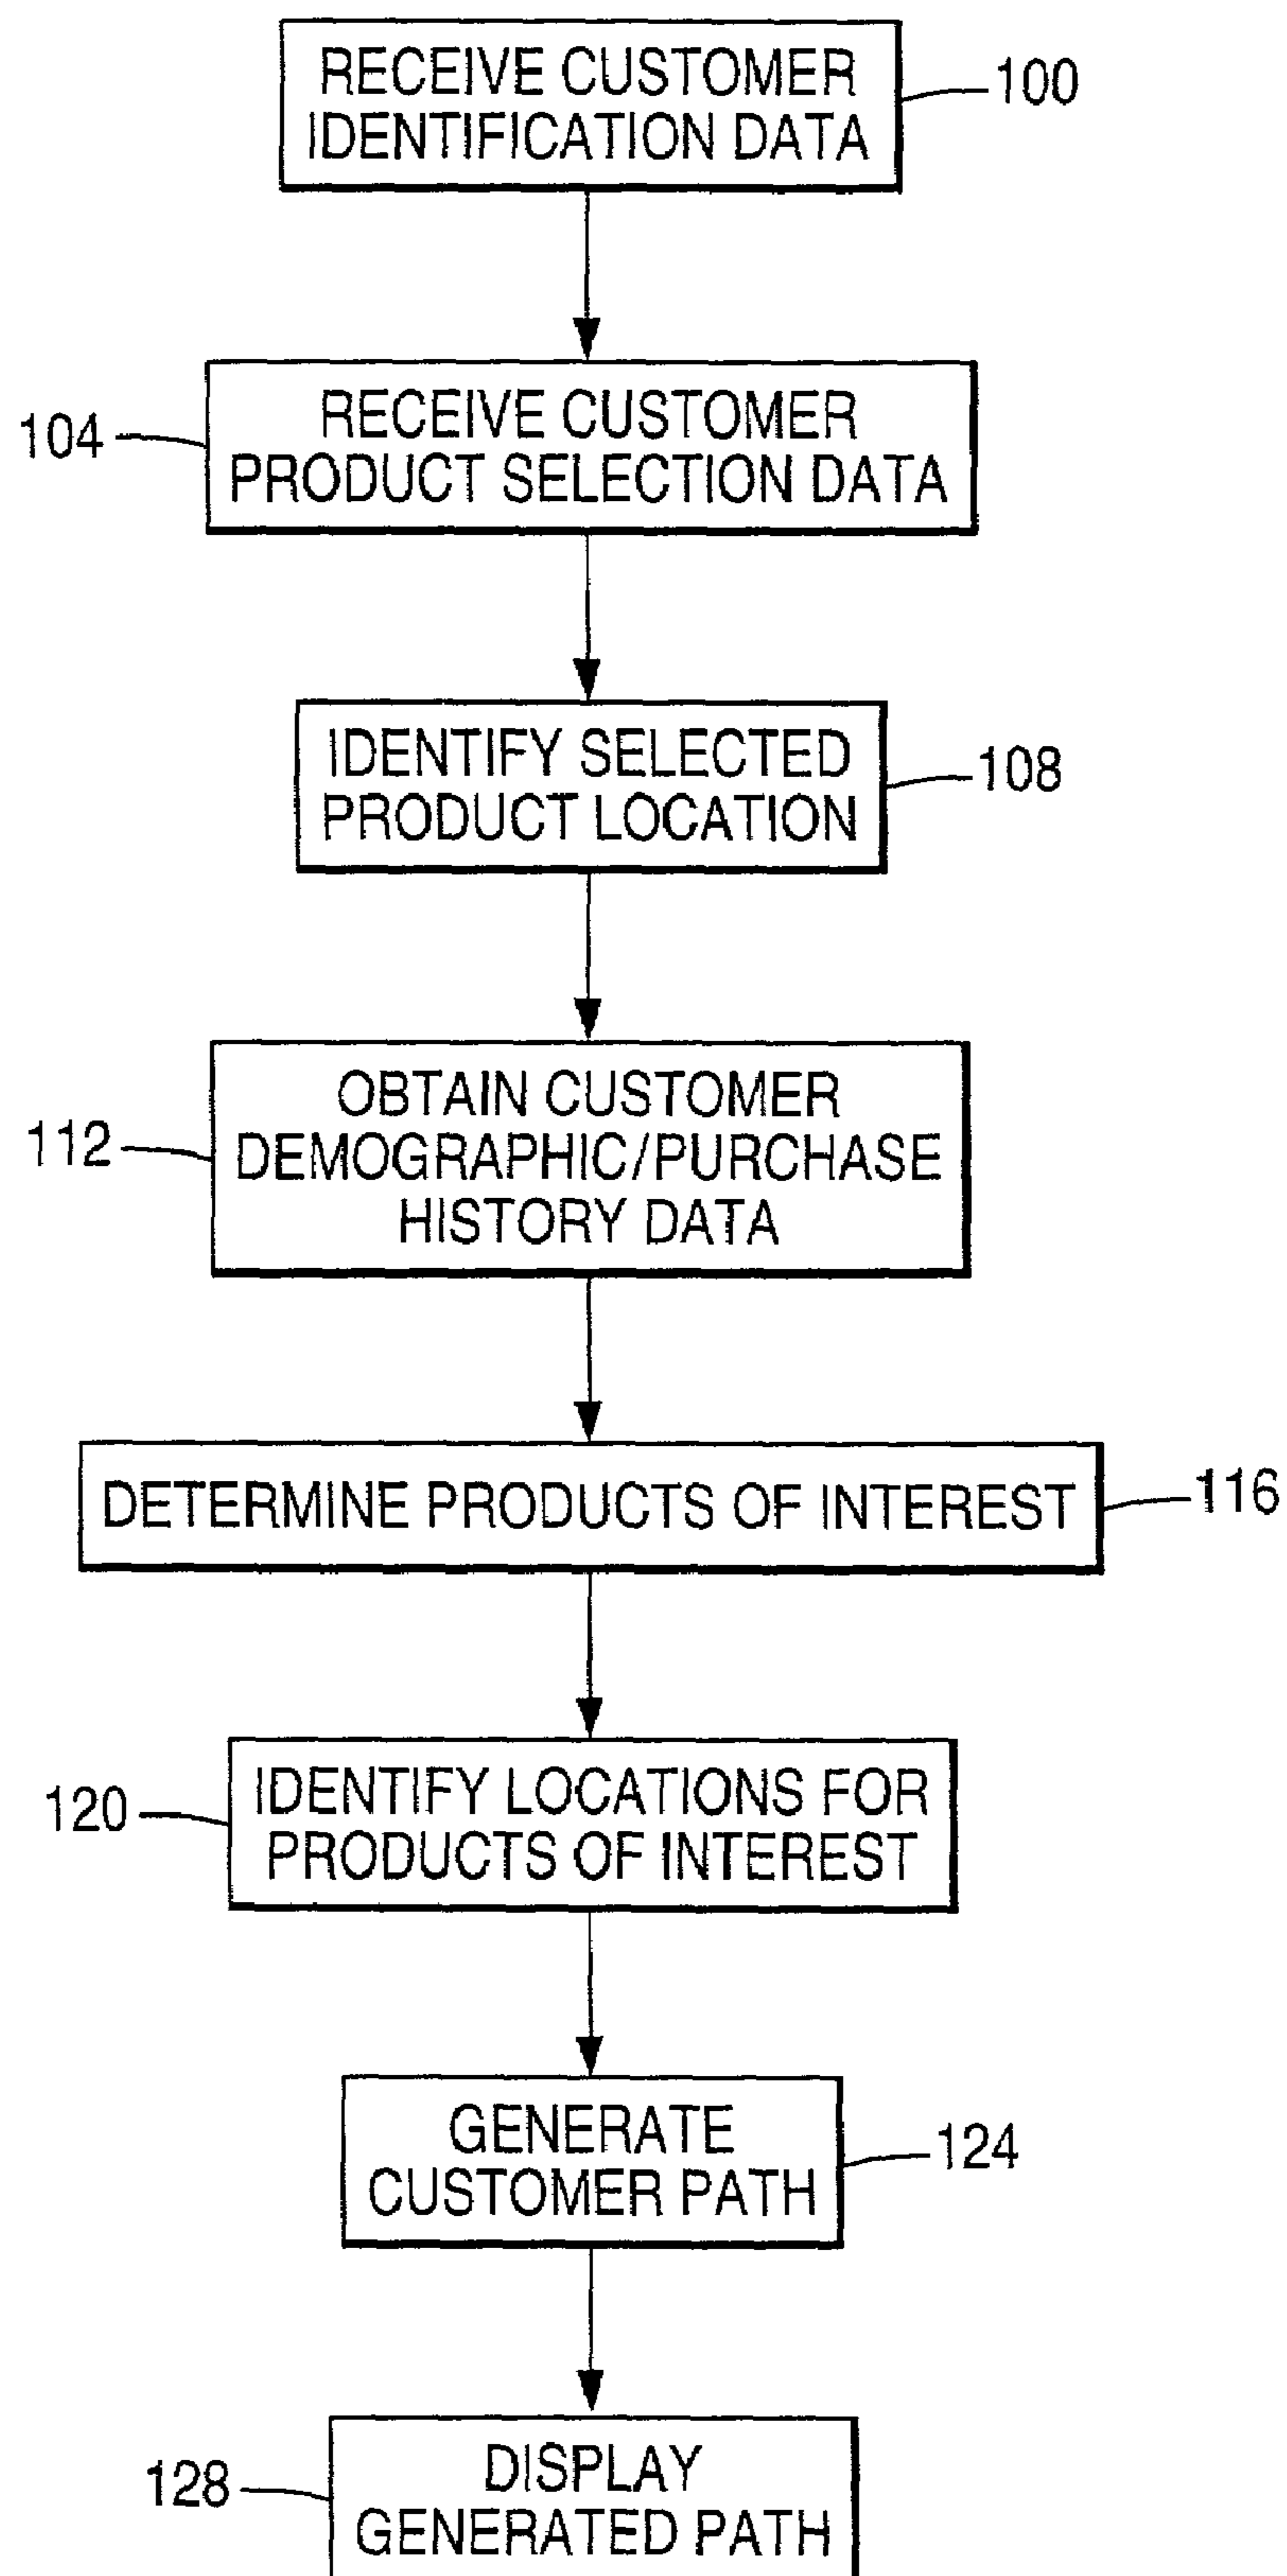 RECEIVE CUSTOMER
IDENTIFICATION DATA
100
RECEIVE CUSTOMER
PRODUCT SELECTION DATA
104
IDENTIFY SELECTED
PRODUCT LOCATION
108
OBTAIN CUSTOMER
DEMOGRAPHIC/PURCHASE
HISTORY DATA
112
DETERMINE PRODUCTS OF INTEREST
116
IDENTIFY LOCATIONS FOR
PRODUCTS OF INTEREST
120
GENERATE
CUSTOMER PATH
124
DISPLAY
GENERATED PATH
128